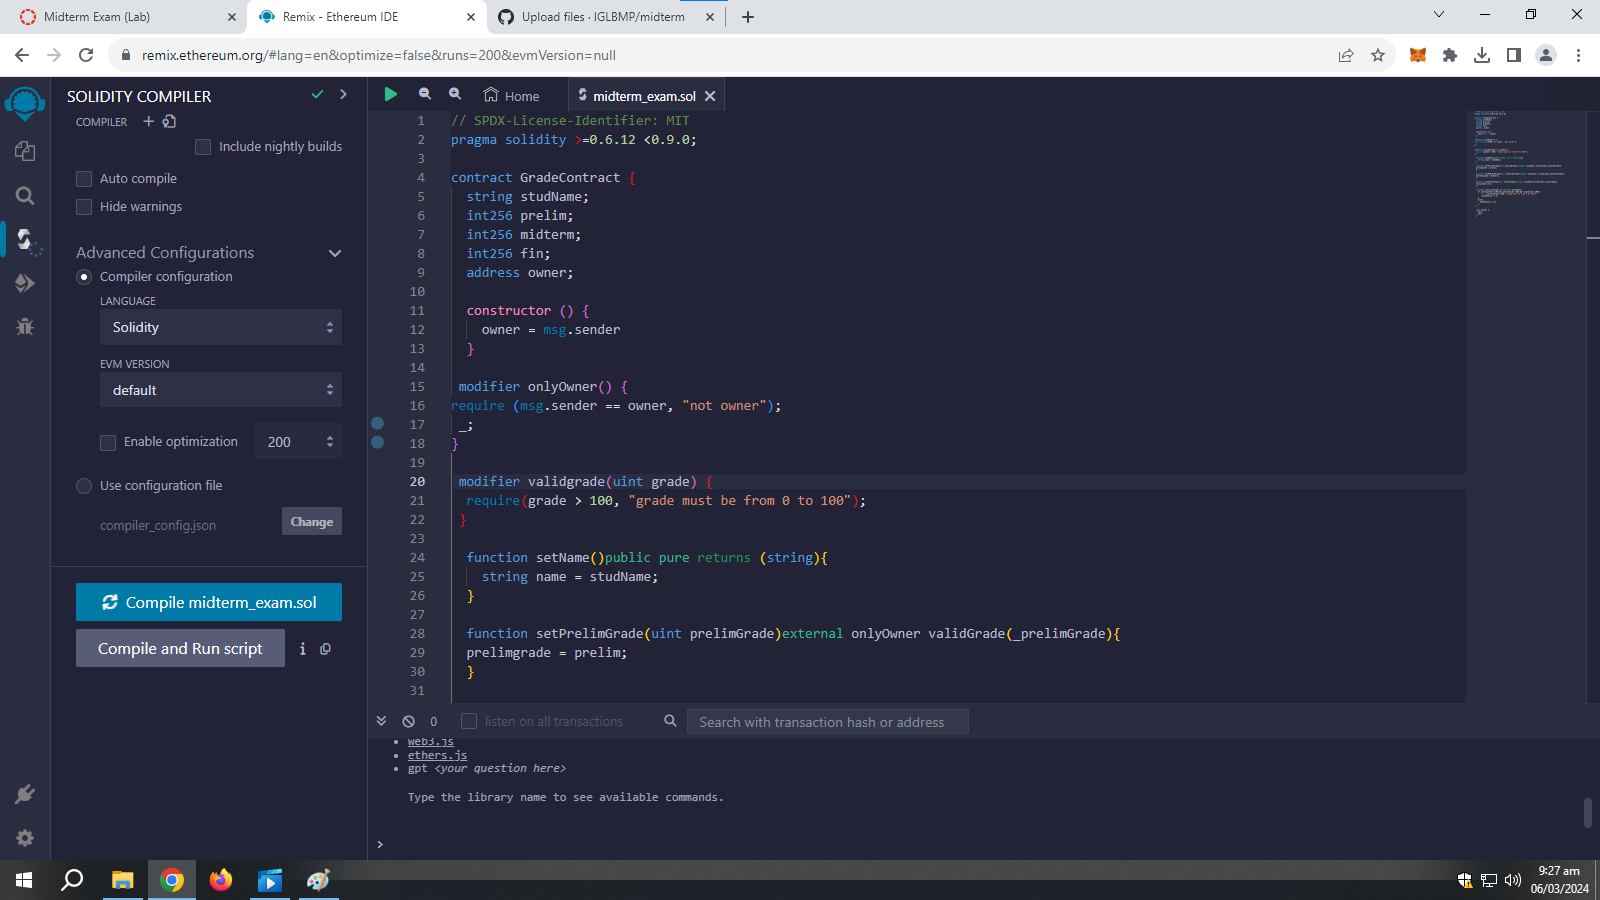 Midterm Exam (Lab)
Remix - Ethereum IDE
Upload files · IGLBMP/midterm
remix.ethereum.org/#lang=en&optimize=false&runs=200&evmVersion=null
SOLIDITY COMPILER
COMPILER
Include nightly builds
Auto compile
Hide warnings
Advanced Configurations
Compiler configuration
LANGUAGE
Solidity
EVM VERSION
default
Enable optimization
200
Use configuration file
compiler_config.json
Change
Compile midterm_exam.sol
Compile and Run script
Home
midterm_exam.sol
1 // SPDX-License-Identifier: MIT
2 pragma solidity >=0.6.12 <0.9.0;
3
4 contract GradeContract {
5 string studName;
6 int256 prelim;
7 int256 midterm;
8 int256 fin;
9 address owner;
10
11 constructor () {
12 owner = msg.sender
13 }
14
15 modifier onlyOwner() {
16 require (msg.sender == owner, "not owner");
17 _;
18 }
19
20 modifier validgrade(uint grade) {
21 require(grade > 100, "grade must be from 0 to 100");
22 }
23
24 function setName()public pure returns (string){
25 string name = studName;
26 }
27
28 function setPrelimGrade(uint prelimGrade)external onlyOwner validGrade(_prelimGrade){
29 prelimgrade = prelim;
30 }
31
0
listen on all transactions
Search with transaction hash or address
• web3.js
• ethers.js
• gpt <your question here>
Type the library name to see available commands.
>
9:27 am
06/03/2024